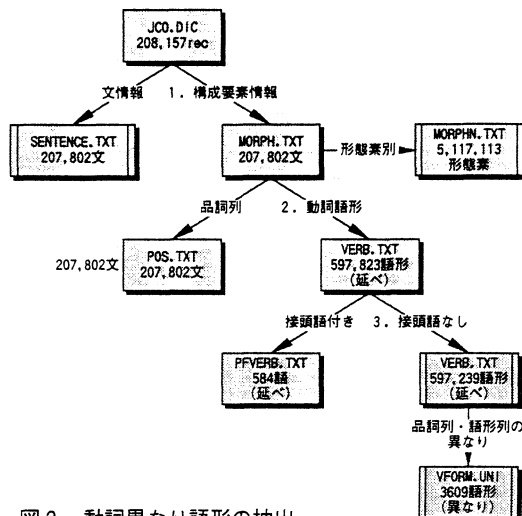 JCO.DIC
208,157rec
文情報
1. 構成要素情報
SENTENCE.TXT
207,802文
MORPH.TXT
207,802文
形態素別
MORPHN.TXT
5,117,113
形態素
品詞列
2. 動詞語形
207,802文
POS.TXT
207,802文
VERB.TXT
597,823語形
(延べ)
接頭語付き
3. 接頭語なし
PFVERB.TXT
584語
(延べ)
VERB.TXT
597,239語形
(延べ)
品詞列・語形列の
異なり
VFORM.UNI
3609語形
(異なり)
動詞異なり語形の抽出